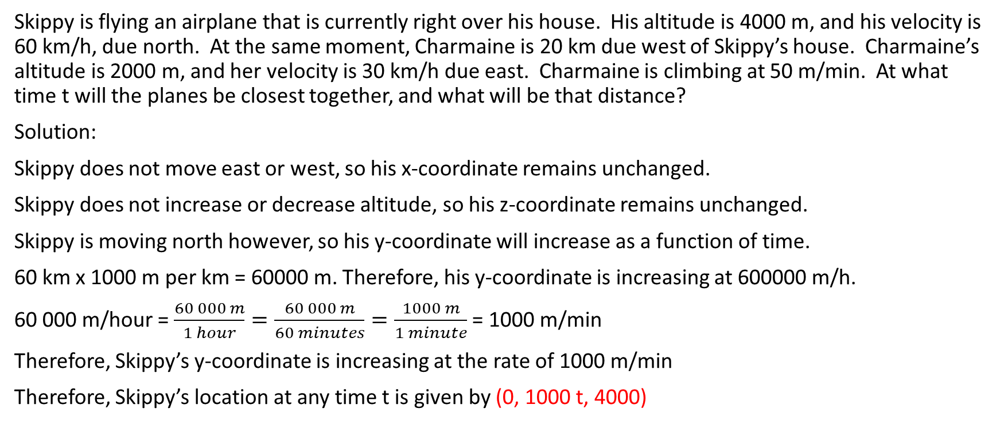 Skippy is flying an airplane that is currently right over his house.  His altitude is 4000 m, and his velocity is
60 km/h, due north.  At the same moment, Charmaine is 20 km due west of Skippy’s house.  Charmaine’s
altitude is 2000 m, and her velocity is 30 km/h due east.  Charmaine is climbing at 50 m/min.  At what
time t will the planes be closest together, and what will be that distance?
Solution:
Skippy does not move east or west, so his x-coordinate remains unchanged.
Skippy does not increase or decrease altitude, so his z-coordinate remains unchanged.
Skippy is moving north however, so his y-coordinate will increase as a function of time.
60 km x 1000 m per km = 60000 m. Therefore, his y-coordinate is increasing at 600000 m/h.
60 000 m/hour = 60 000 m / 1 hour = 60 000 m / 60 minutes = 1000 m / 1 minute = 1000 m/min
Therefore, Skippy’s y-coordinate is increasing at the rate of 1000 m/min
Therefore, Skippy’s location at any time t is given by (0, 1000 t, 4000)